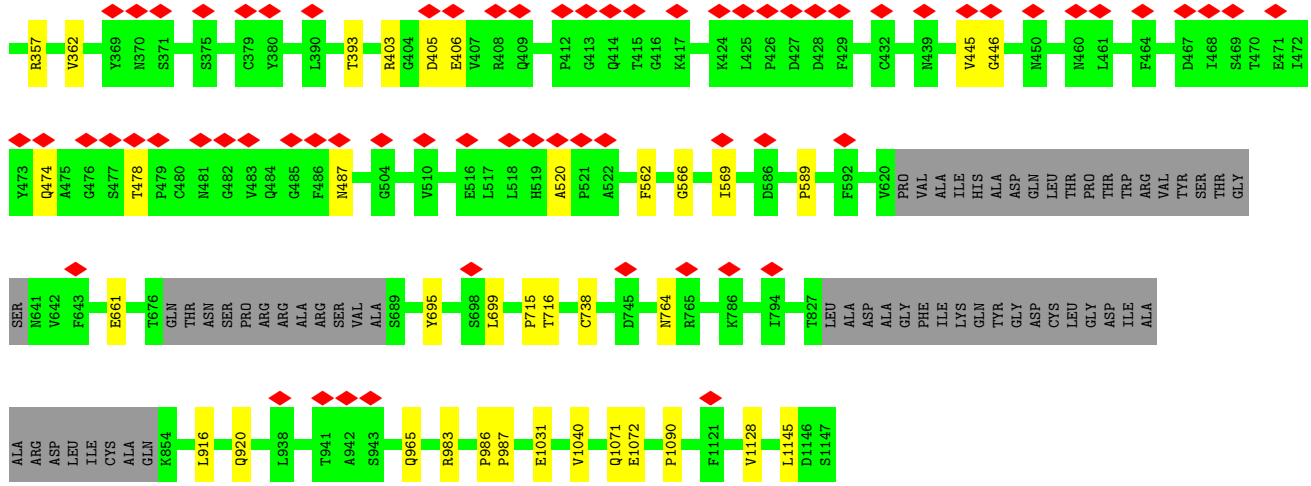 R357 V362 Y369 N370 S371 S375 C379 Y380 L390 T393 R403 G404 D405 E406 V407 R408 Q409 P412 G413 Q414 T415 G416 K417 K424 L425 P426 D427 D428 F429 C432 N439 V445 G446 N450 N460 L461 F464 D467 I468 S469 T470 E471 I472
Y473 Q474 A475 G476 S477 T478 P479 C480 N481 G482 V483 Q484 G485 F486 N487 G504 V510 E516 L517 L518 H519 A520 P521 A522 F562 G566 I569 D586 P589 F592 V620 PRO VAL ALA ILE HIS ALA ASP GLN LEU THR PRO THR TRP ARG VAL TYR SER THR GLY
SER N641 V642 F643 E661 T676 GLN THR ASN SER PRO ARG ARG ALA ARG SER VAL ALA S689 Y695 S698 L699 P715 T716 C738 D745 N764 R765 K786 I794 T827 LEU ALA ASP ALA GLY PHE ILE LYS GLN TYR GLY ASP CYS LEU GLY ASP ILE ALA
ALA ARG ASP LEU ILE CYS ALA GLN K854 L916 Q920 L938 T941 A942 S943 Q965 R983 P986 P987 E1031 V1040 Q1071 E1072 P1090 F1121 V1128 L1145 D1146 S1147